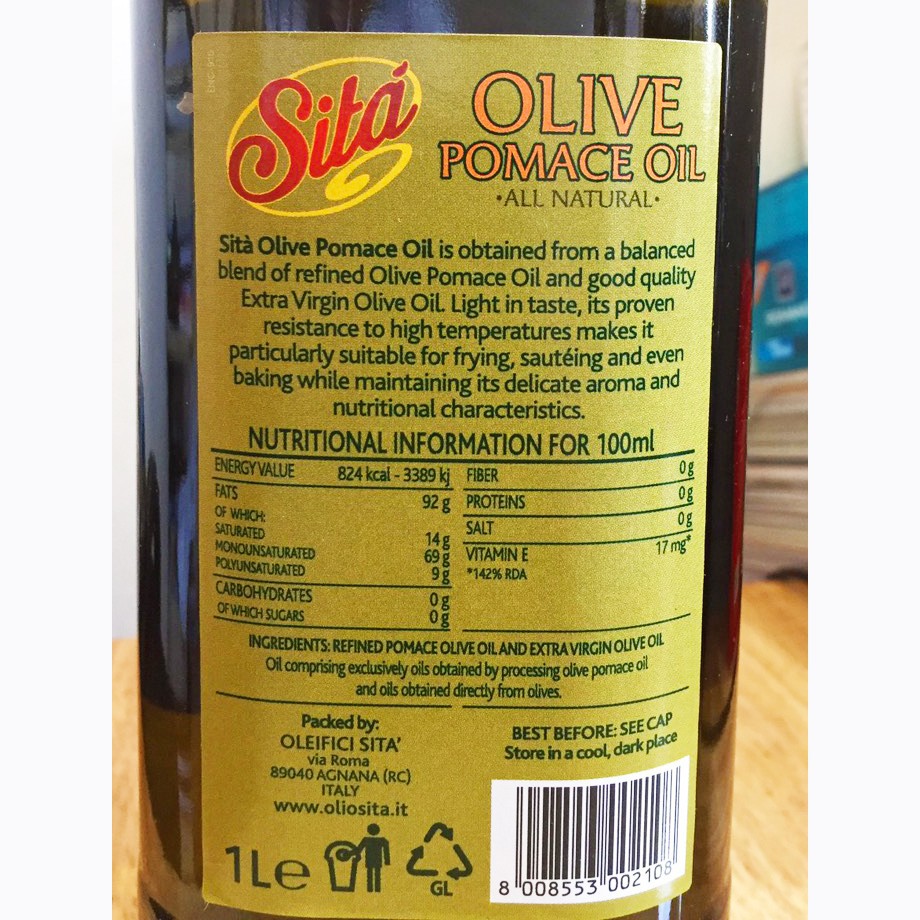 Sità
OLIVE
POMACE OIL
•ALL NATURAL•
Sità Olive Pomace Oil is obtained from a balanced
blend of refined Olive Pomace Oil and good quality
Extra Virgin Olive Oil. Light in taste, its proven
resistance to high temperatures makes it
particularly suitable for frying, sautéing and even
baking while maintaining its delicate aroma and
nutritional characteristics.
NUTRITIONAL INFORMATION FOR 100ml
ENERGY VALUE 824 kcal - 3389 kj
FATS 92 g
OF WHICH:
SATURATED 14 g
MONOUNSATURATED 69 g
POLYUNSATURATED 9 g
CARBOHYDRATES 0 g
OF WHICH SUGARS 0 g
FIBER 0 g
PROTEINS 0 g
SALT 0 g
VITAMIN E 17 mg*
*142% RDA
INGREDIENTS: REFINED POMACE OLIVE OIL AND EXTRA VIRGIN OLIVE OIL
Oil comprising exclusively oils obtained by processing olive pomace oil
and oils obtained directly from olives.
Packed by:
OLEIFICI SITA'
via Roma
89040 AGNANA (RC)
ITALY
www.oliosita.it
BEST BEFORE: SEE CAP
Store in a cool, dark place
1L e
GL
8 008553 002108